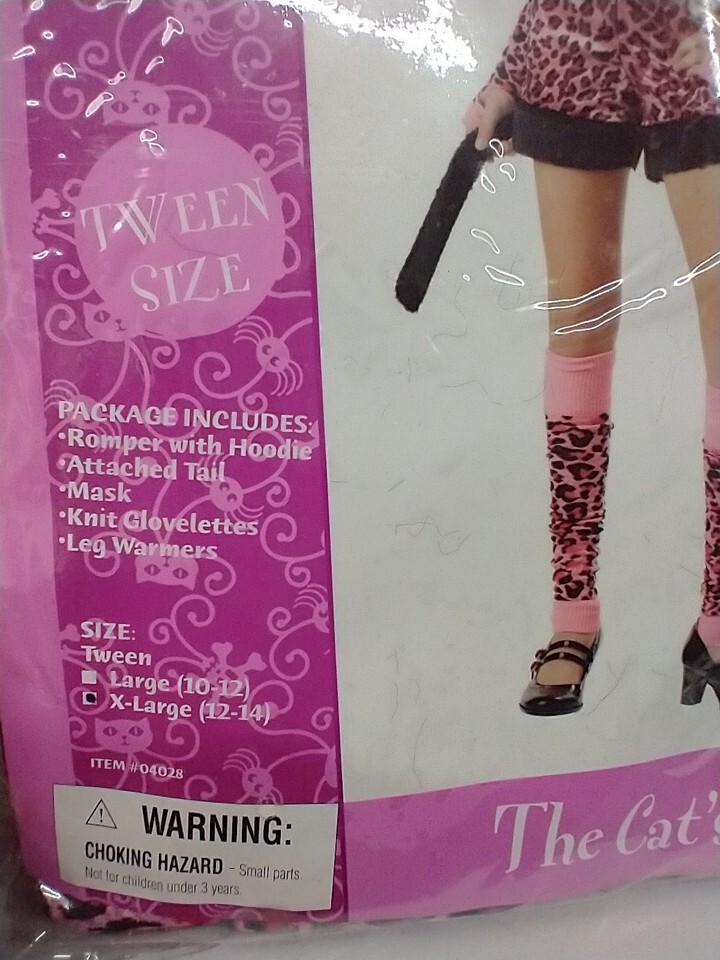 TWEEN
SIZE
PACKAGE INCLUDES:
•Romper with Hoodie
•Attached Tail
•Mask
•Knit Glovelettes
•Leg Warmers
SIZE:
Tween
Large (10-12)
X-Large (12-14)
ITEM #04028
WARNING:
CHOKING HAZARD – Small parts.
Not for children under 3 years.
The Cat's